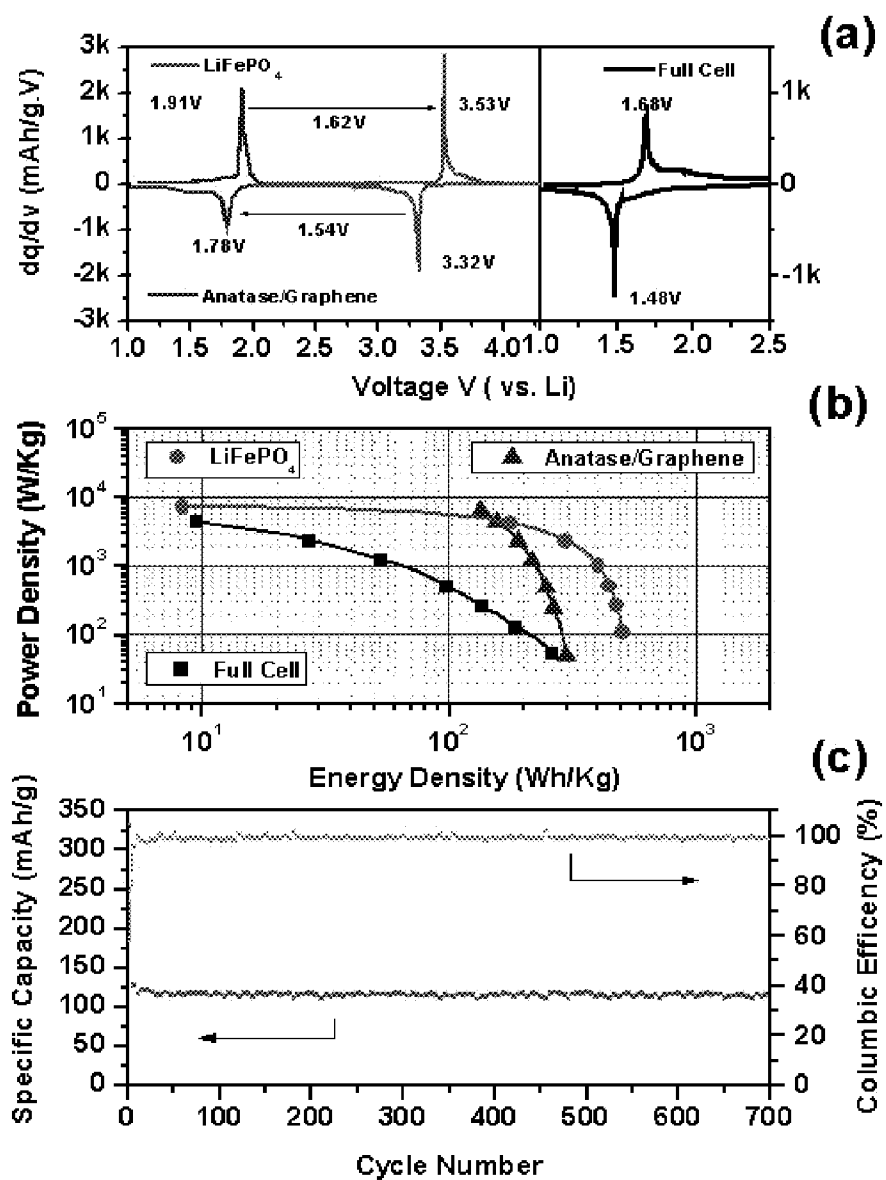 (a)
3k
2k
1k
0
-1k
-2k
-3k
dq/dv (mAh/g.V)
LiFePO4
1.91V
1.62V
3.53V
1.78V
1.54V
3.32V
Anatase/Graphene
Full Cell
1.68V
1.48V
1k
0
-1k
1.0 1.5 2.0 2.5 3.0 3.5 4.0 1.0 1.5 2.0 2.5
Voltage V ( vs. Li)
(b)
10^5
10^4
10^3
10^2
10^1
Power Density (W/Kg)
LiFePO4
Anatase/Graphene
Full Cell
10^1 10^2 10^3
Energy Density (Wh/Kg)
(c)
350
300
250
200
150
100
50
0
Specific Capacity (mAh/g)
100
80
60
40
20
0
Columbic Efficency (%)
0 100 200 300 400 500 600 700
Cycle Number